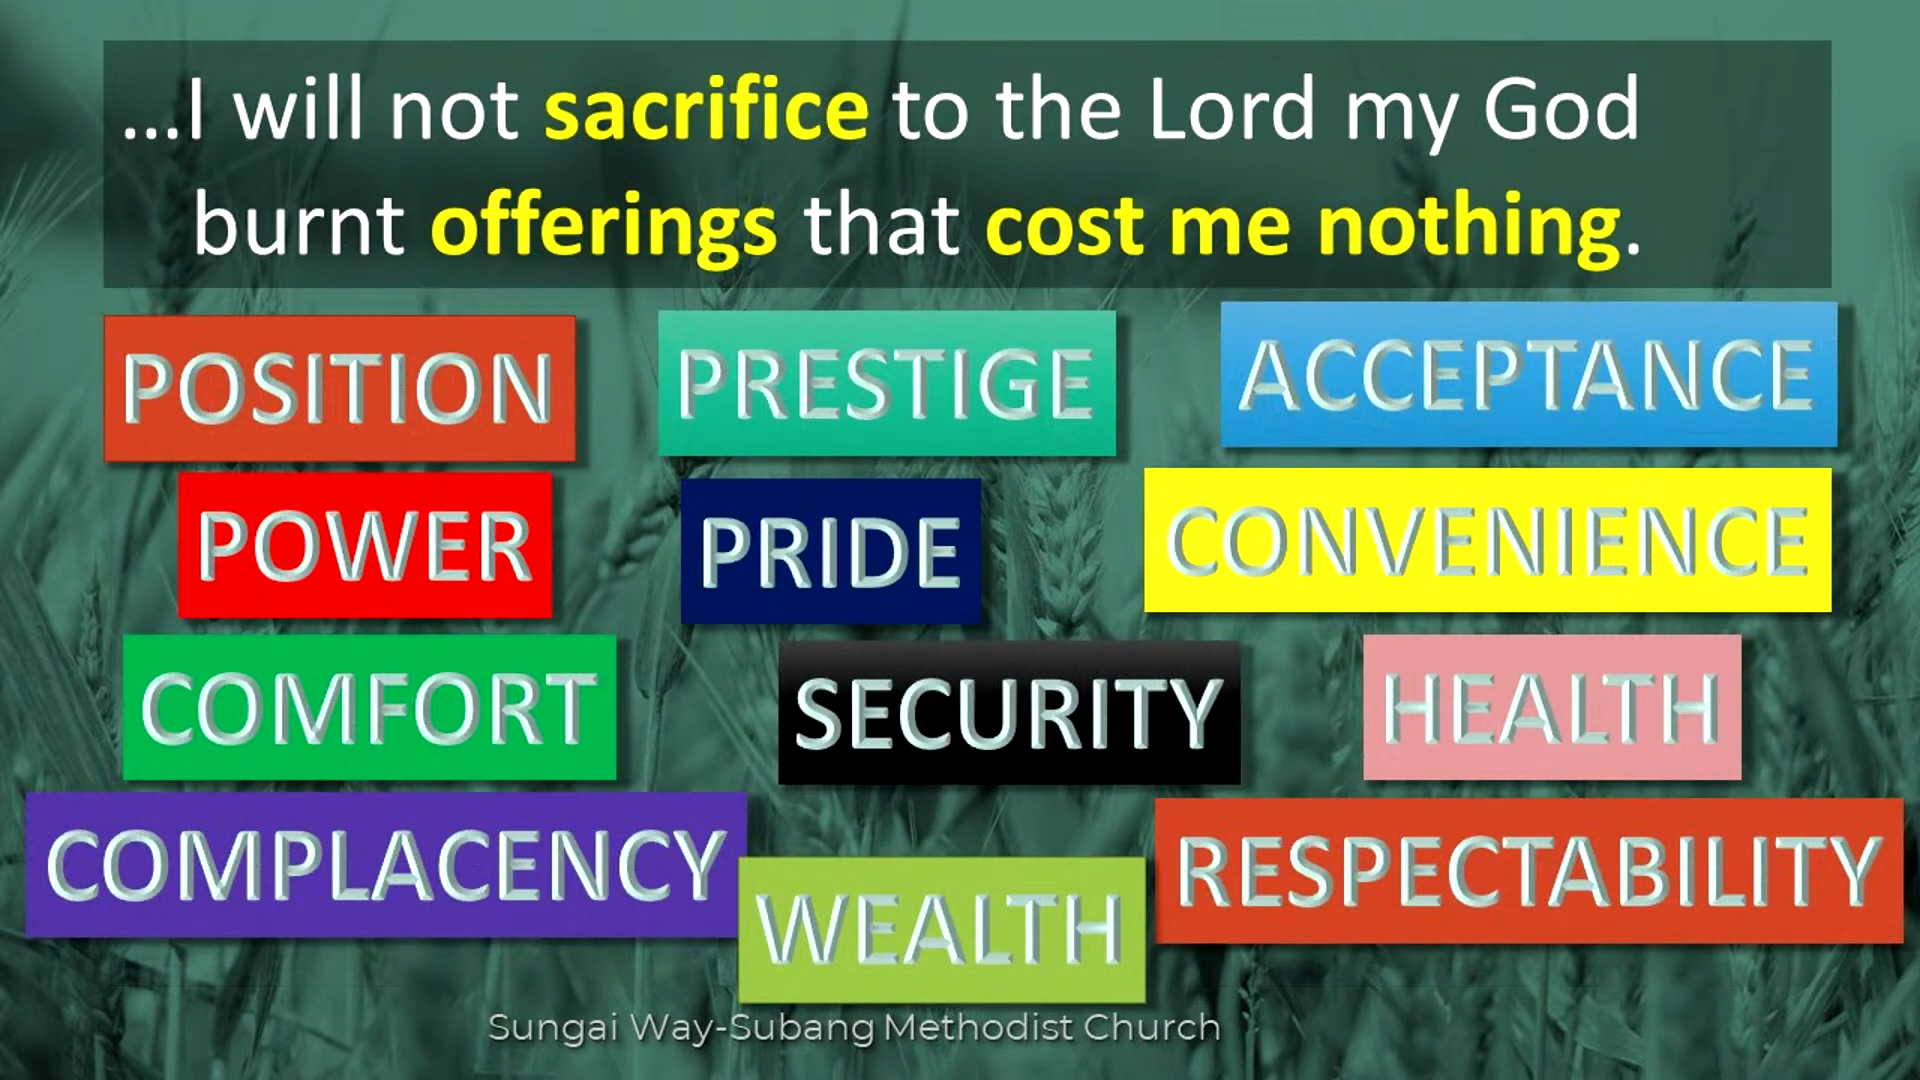 ...I will not sacrifice to the Lord my God
burnt offerings that cost me nothing.
POSITION
PRESTIGE
ACCEPTANCE
POWER
PRIDE
CONVENIENCE
COMFORT
SECURITY
HEALTH
COMPLACENCY
WEALTH
RESPECTABILITY
Sungai Way-Subang Methodist Church